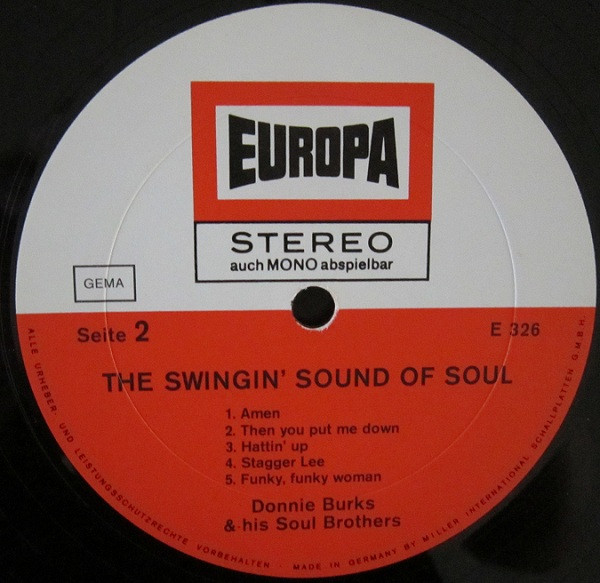 EUROPA
STEREO
auch MONO abspielbar
GEMA
Seite 2
E 326
THE SWINGIN' SOUND OF SOUL
1. Amen
2. Then you put me down
3. Hattin' up
4. Stagger Lee
5. Funky, funky woman
Donnie Burks
& his Soul Brothers
ALLE URHEBER- UND LEISTUNGSSCHUTZRECHTE VORBEHALTEN · MADE IN GERMANY BY MILLER INTERNATIONAL SCHALLPLATTEN G.M.B.H.